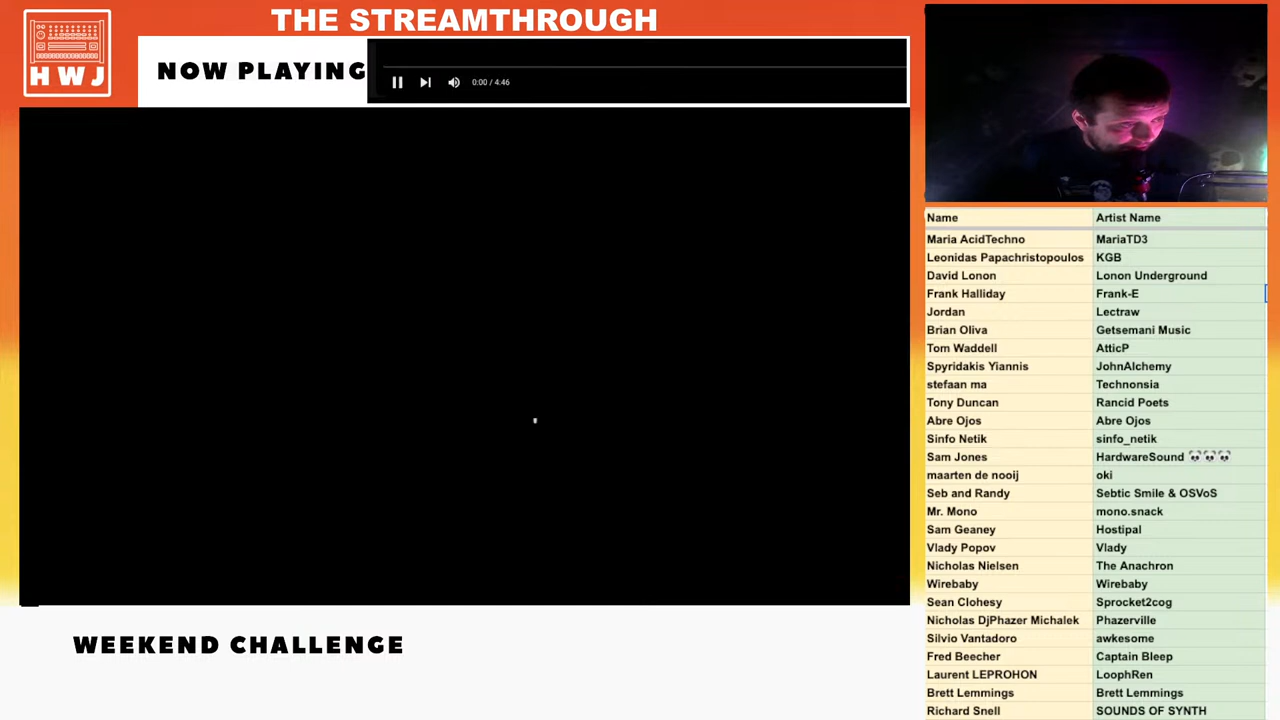 THE STREAMTHROUGH
HWJ
NOW PLAYING
0:00 / 4:46
Name Artist Name
Maria AcidTechno MariaTD3
Leonidas Papachristopoulos KGB
David Lonon Lonon Underground
Frank Halliday Frank-E
Jordan Lectraw
Brian Oliva Getsemani Music
Tom Waddell AtticP
Spyridakis Yiannis JohnAlchemy
stefaan ma Technonsia
Tony Duncan Rancid Poets
Abre Ojos Abre Ojos
Sinfo Netik sinfo_netik
Sam Jones HardwareSound 🐼🐼🐼
maarten de nooij oki
Seb and Randy Sebtic Smile & OSVoS
Mr. Mono mono.snack
Sam Geaney Hostipal
Vlady Popov Vlady
Nicholas Nielsen The Anachron
Wirebaby Wirebaby
Sean Clohesy Sprocket2cog
Nicholas DjPhazer Michalek Phazerville
Silvio Vantadoro awkesome
Fred Beecher Captain Bleep
Laurent LEPROHON LoophRen
Brett Lemmings Brett Lemmings
Richard Snell SOUNDS OF SYNTH
WEEKEND CHALLENGE